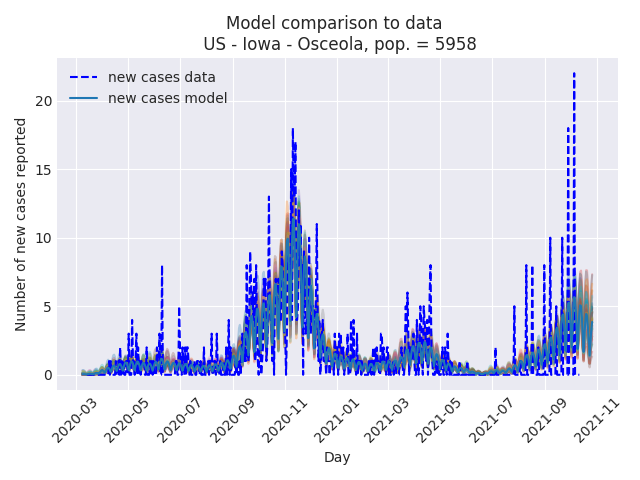 Model comparison to data
US - Iowa - Osceola, pop. = 5958
new cases data
new cases model
Number of new cases reported
20
15
10
5
0
2020-03
2020-05
2020-07
2020-09
2020-11
2021-01
2021-03
2021-05
2021-07
2021-09
2021-11
Day